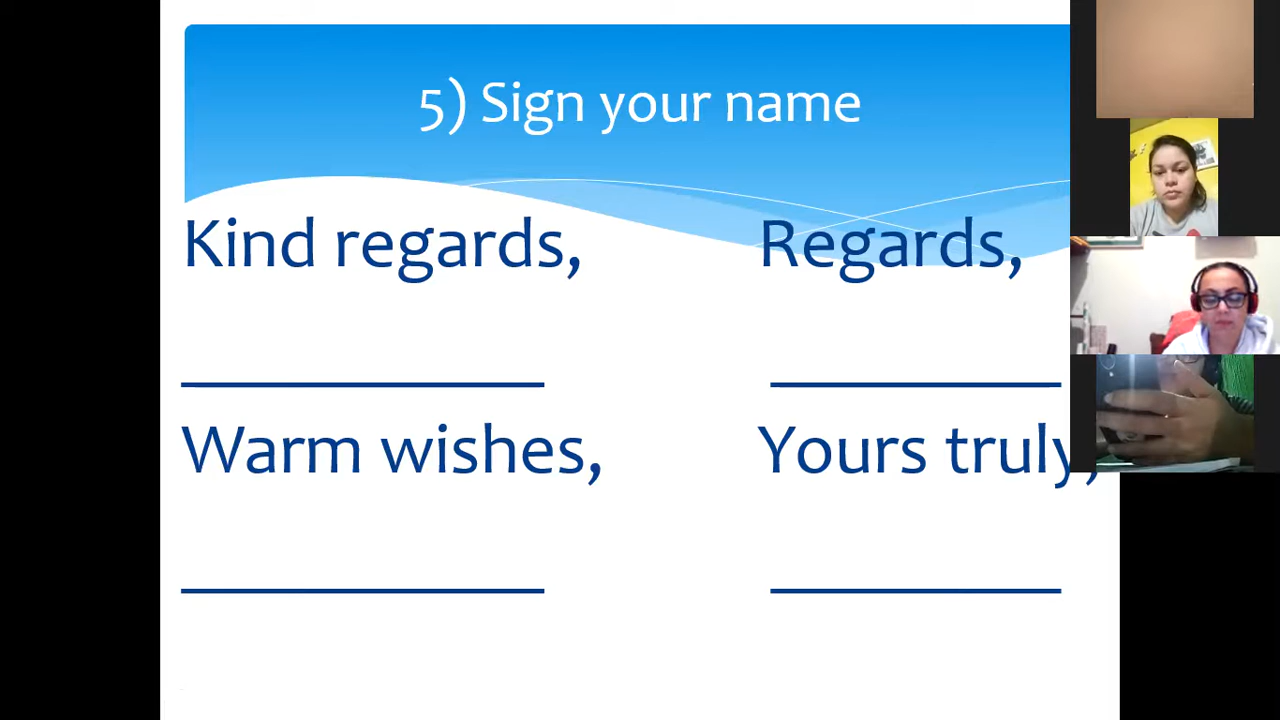 5) Sign your name
Kind regards, Regards,
Warm wishes, Yours truly,